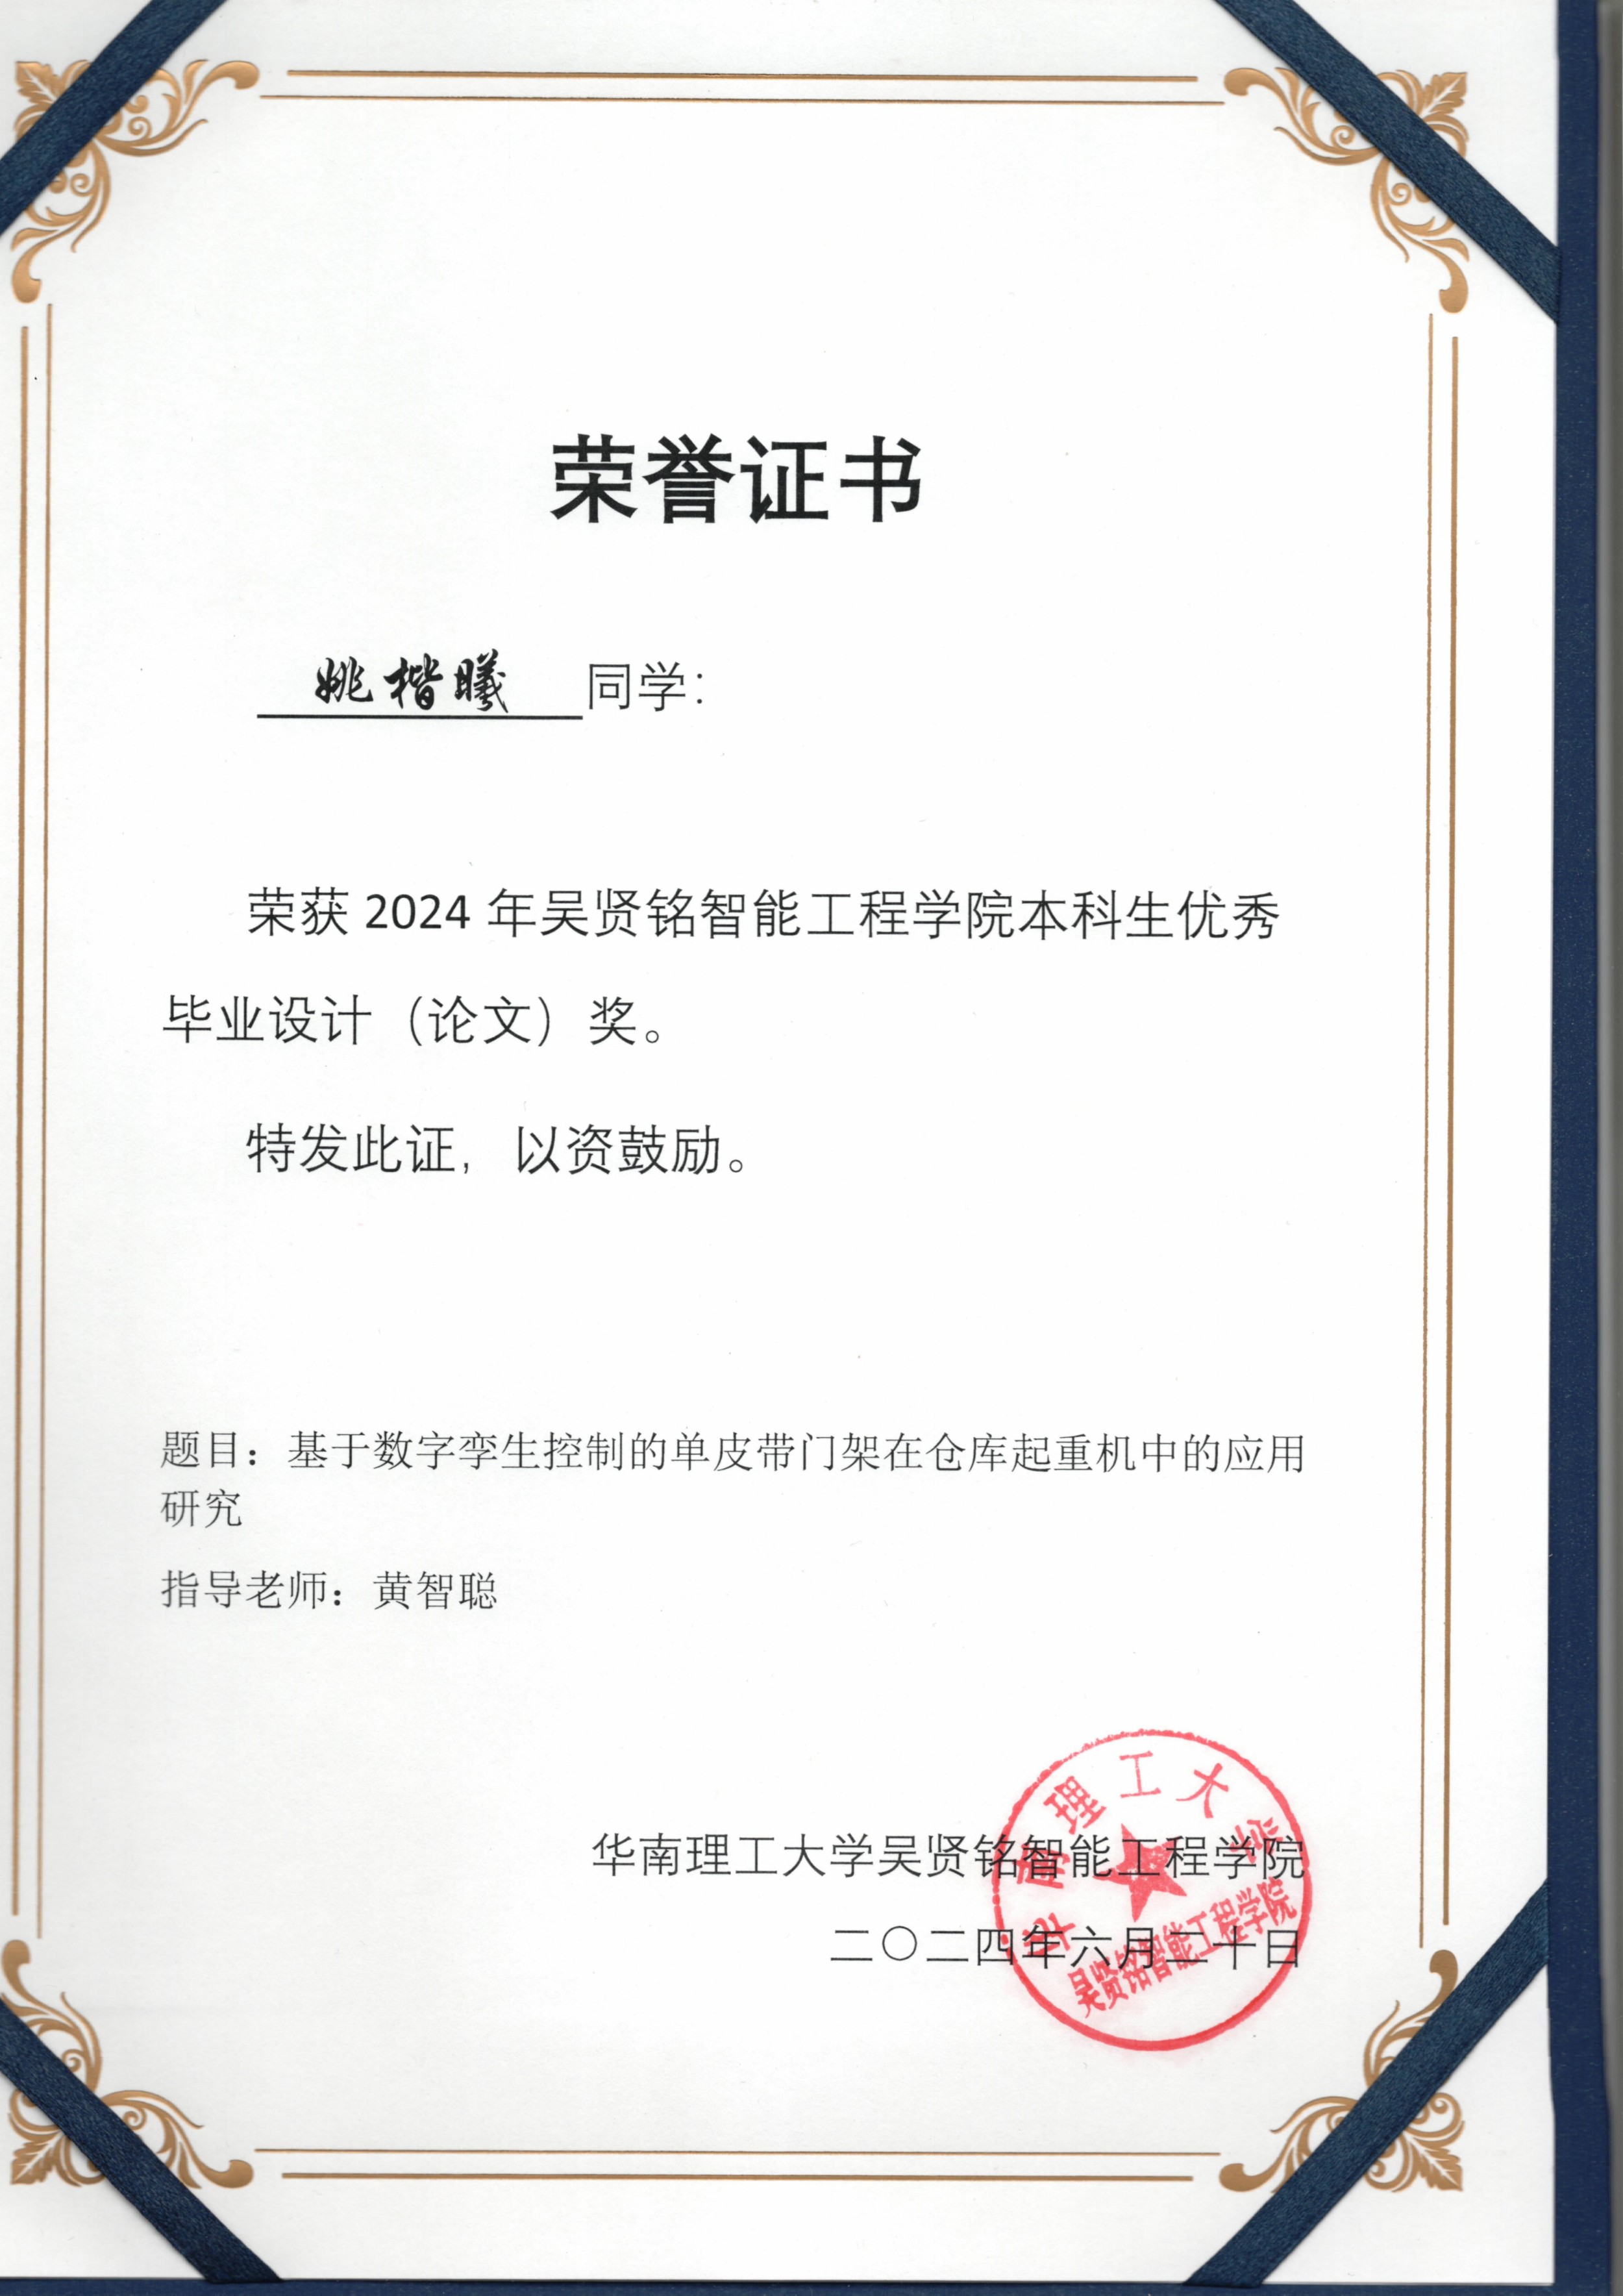 荣誉证书
姚楷曦同学：
荣获 2024 年吴贤铭智能工程学院本科生优秀
毕业设计（论文）奖。
特发此证，以资鼓励。
题目：基于数字孪生控制的单皮带门架在仓库起重机中的应用
研究
指导老师：黄智聪
华南理工大学吴贤铭智能工程学院
二〇二四年六月二十日
华南理工大学
吴贤铭智能工程学院